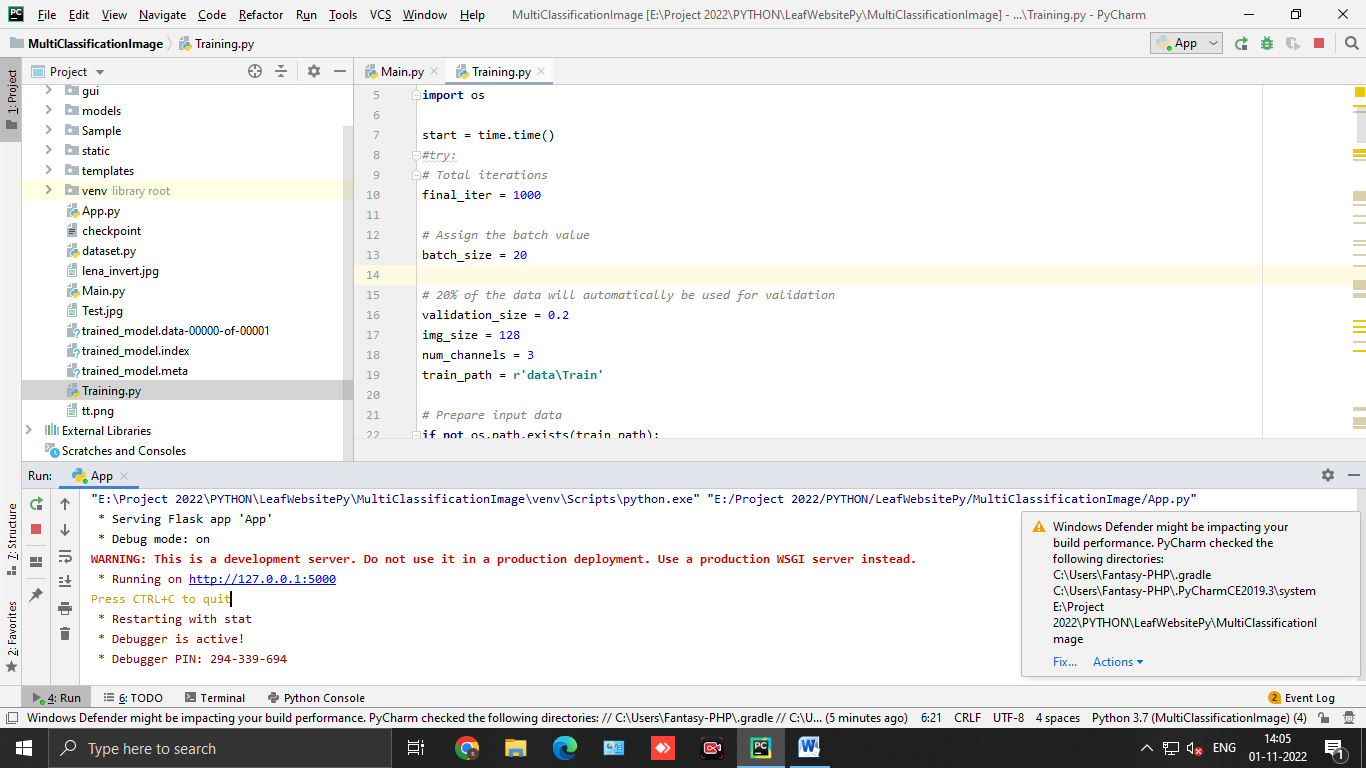 File Edit View Navigate Code Refactor Run Tools VCS Window Help MultiClassificationImage [E:\Project 2022\PYTHON\LeafWebsitePy\MultiClassificationImage] - ...\Training.py - PyCharm
MultiClassificationImage Training.py App
1: Project
Project
gui
models
Sample
static
templates
venv library root
App.py
checkpoint
dataset.py
lena_invert.jpg
Main.py
Test.jpg
trained_model.data-00000-of-00001
trained_model.index
trained_model.meta
Training.py
tt.png
External Libraries
Scratches and Consoles
Main.py Training.py
5 import os
6
7 start = time.time()
8 #try:
9 # Total iterations
10 final_iter = 1000
11
12 # Assign the batch value
13 batch_size = 20
14
15 # 20% of the data will automatically be used for validation
16 validation_size = 0.2
17 img_size = 128
18 num_channels = 3
19 train_path = r'data\Train'
20
21 # Prepare input data
22 if not os.path.exists(train_path):
Run: App
7: Structure
2: Favorites
"E:\Project 2022\PYTHON\LeafWebsitePy\MultiClassificationImage\venv\Scripts\python.exe" "E:/Project 2022/PYTHON/LeafWebsitePy/MultiClassificationImage/App.py"
* Serving Flask app 'App'
* Debug mode: on
WARNING: This is a development server. Do not use it in a production deployment. Use a production WSGI server instead.
* Running on http://127.0.0.1:5000
Press CTRL+C to quit
* Restarting with stat
* Debugger is active!
* Debugger PIN: 294-339-694
Windows Defender might be impacting your
build performance. PyCharm checked the
following directories:
C:\Users\Fantasy-PHP\.gradle
C:\Users\Fantasy-PHP\.PyCharmCE2019.3\system
E:\Project
2022\PYTHON\LeafWebsitePy\MultiClassificationI
mage
Fix... Actions
4: Run 6: TODO Terminal Python Console 2 Event Log
Windows Defender might be impacting your build performance. PyCharm checked the following directories: // C:\Users\Fantasy-PHP\.gradle // C:\U... (5 minutes ago) 6:21 CRLF UTF-8 4 spaces Python 3.7 (MultiClassificationImage) (4)
Type here to search ENG 14:05
01-11-2022 1